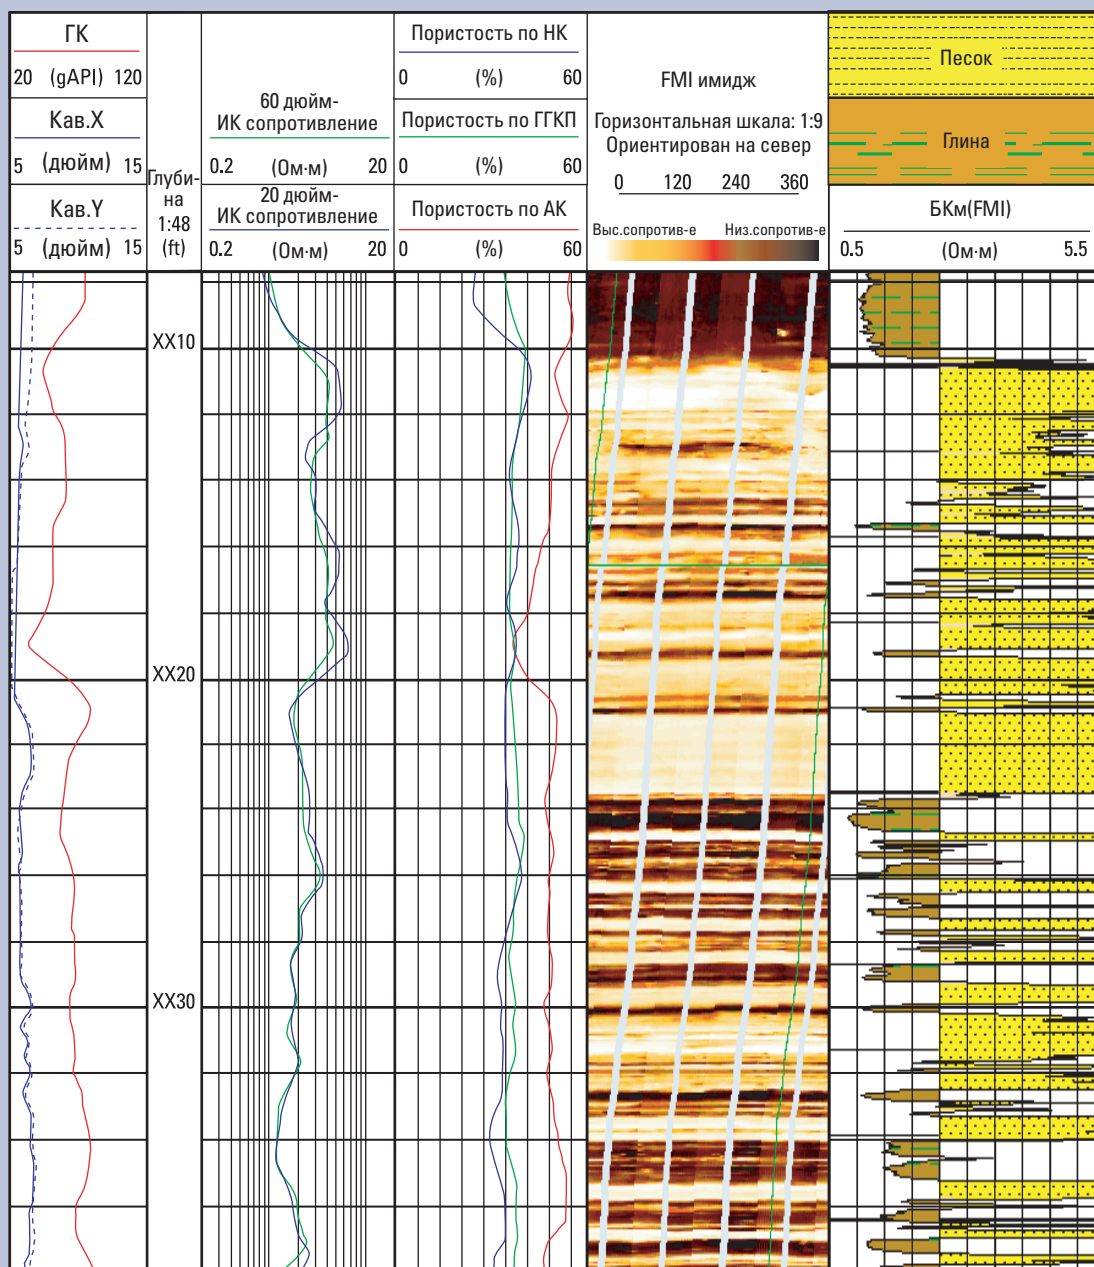 ГК
20 (gAPI) 120
Кав.X
5 (дюйм) 15
Кав.Y
5 (дюйм) 15
Глуби-
на
1:48
(ft)
60 дюйм-
ИК сопротивление
0.2 (Ом·м) 20
20 дюйм-
ИК сопротивление
0.2 (Ом·м) 20
Пористость по НК
0 (%) 60
Пористость по ГГКП
0 (%) 60
Пористость по АК
0 (%) 60
FMI имидж
Горизонтальная шкала: 1:9
Ориентирован на север
0 120 240 360
Выс.сопротив-е Низ.сопротив-е
Песок
Глина
БКм(FMI)
0.5 (Ом·м) 5.5
XX10
XX20
XX30